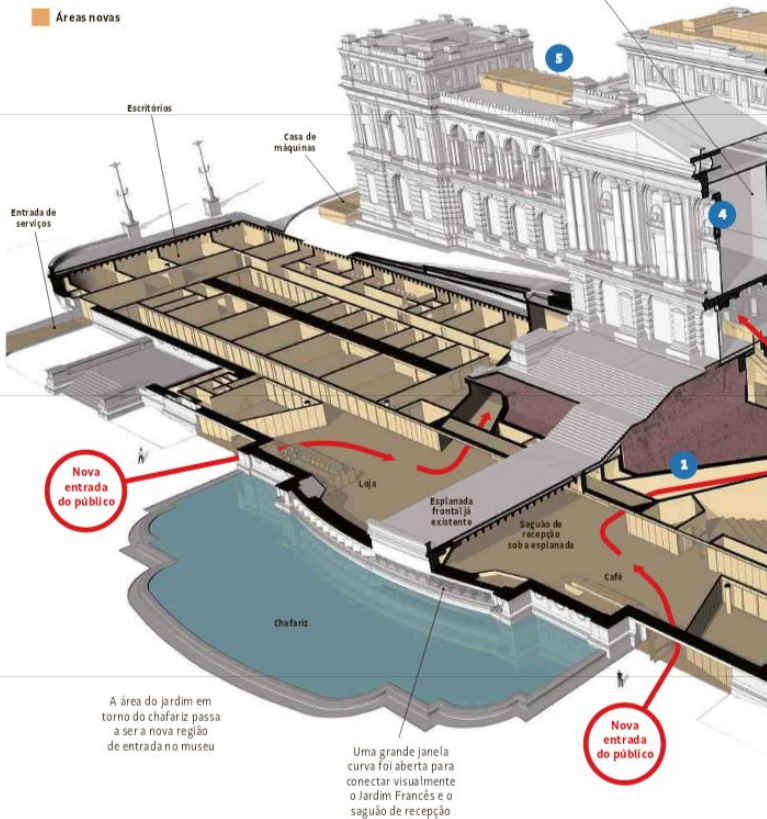 Áreas novas
5
Escritórios
Casa de
máquinas
Entrada de
serviços
4
Nova
entrada
do público
1
Loja
Esplanada
frontal já
existente
Saguão de
recepção
sob a esplanada
Café
Chafariz
A área do jardim em
torno do chafariz passa
a ser a nova região
de entrada no museu
Uma grande janela
curva foi aberta para
conectar visualmente
o Jardim Francês e o
saguão de recepção
Nova
entrada
do público